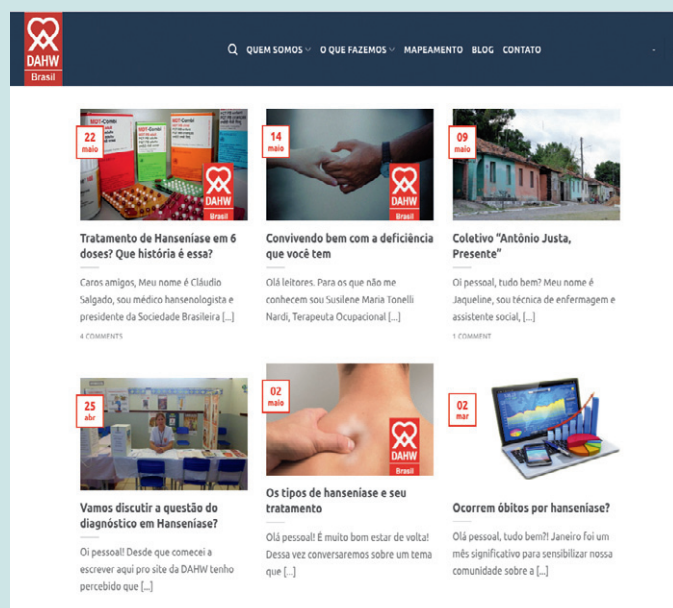 DAHW
Brasil
QUEM SOMOS
O QUE FAZEMOS
MAPEAMENTO
BLOG
CONTATO
22
maio
MDT-Combi
MDT-Combi
DAHW
Brasil
Tratamento de Hanseníase em 6
doses? Que história é essa?
Caros amigos, Meu nome é Cláudio
Salgado, sou médico hansenologista e
presidente da Sociedade Brasileira [...]
4 COMMENTS
14
maio
DAHW
Brasil
Convivendo bem com a deficiência
que você tem
Olá leitores. Para os que não me
conhecem sou Susilene Maria Tonelli
Nardi, Terapeuta Ocupacional [...]
09
maio
Coletivo "Antônio Justa,
Presente"
Oi pessoal, tudo bem? Meu nome é
Jaqueline, sou técnica de enfermagem e
assistente social, [...]
1 COMMENT
25
abr
Vamos discutir a questão do
diagnóstico em Hanseníase?
Oi pessoal! Desde que comecei a
escrever aqui pro site da DAHW tenho
percebido que [...]
02
maio
DAHW
Brasil
Os tipos de hanseníase e seu
tratamento
Olá pessoal! É muito bom estar de volta!
Dessa vez conversaremos sobre um tema
que [...]
02
mar
Ocorrem óbitos por hanseníase?
Olá pessoal, tudo bem?! Janeiro foi um
mês significativo para sensibilizar nossa
comunidade sobre a [...]